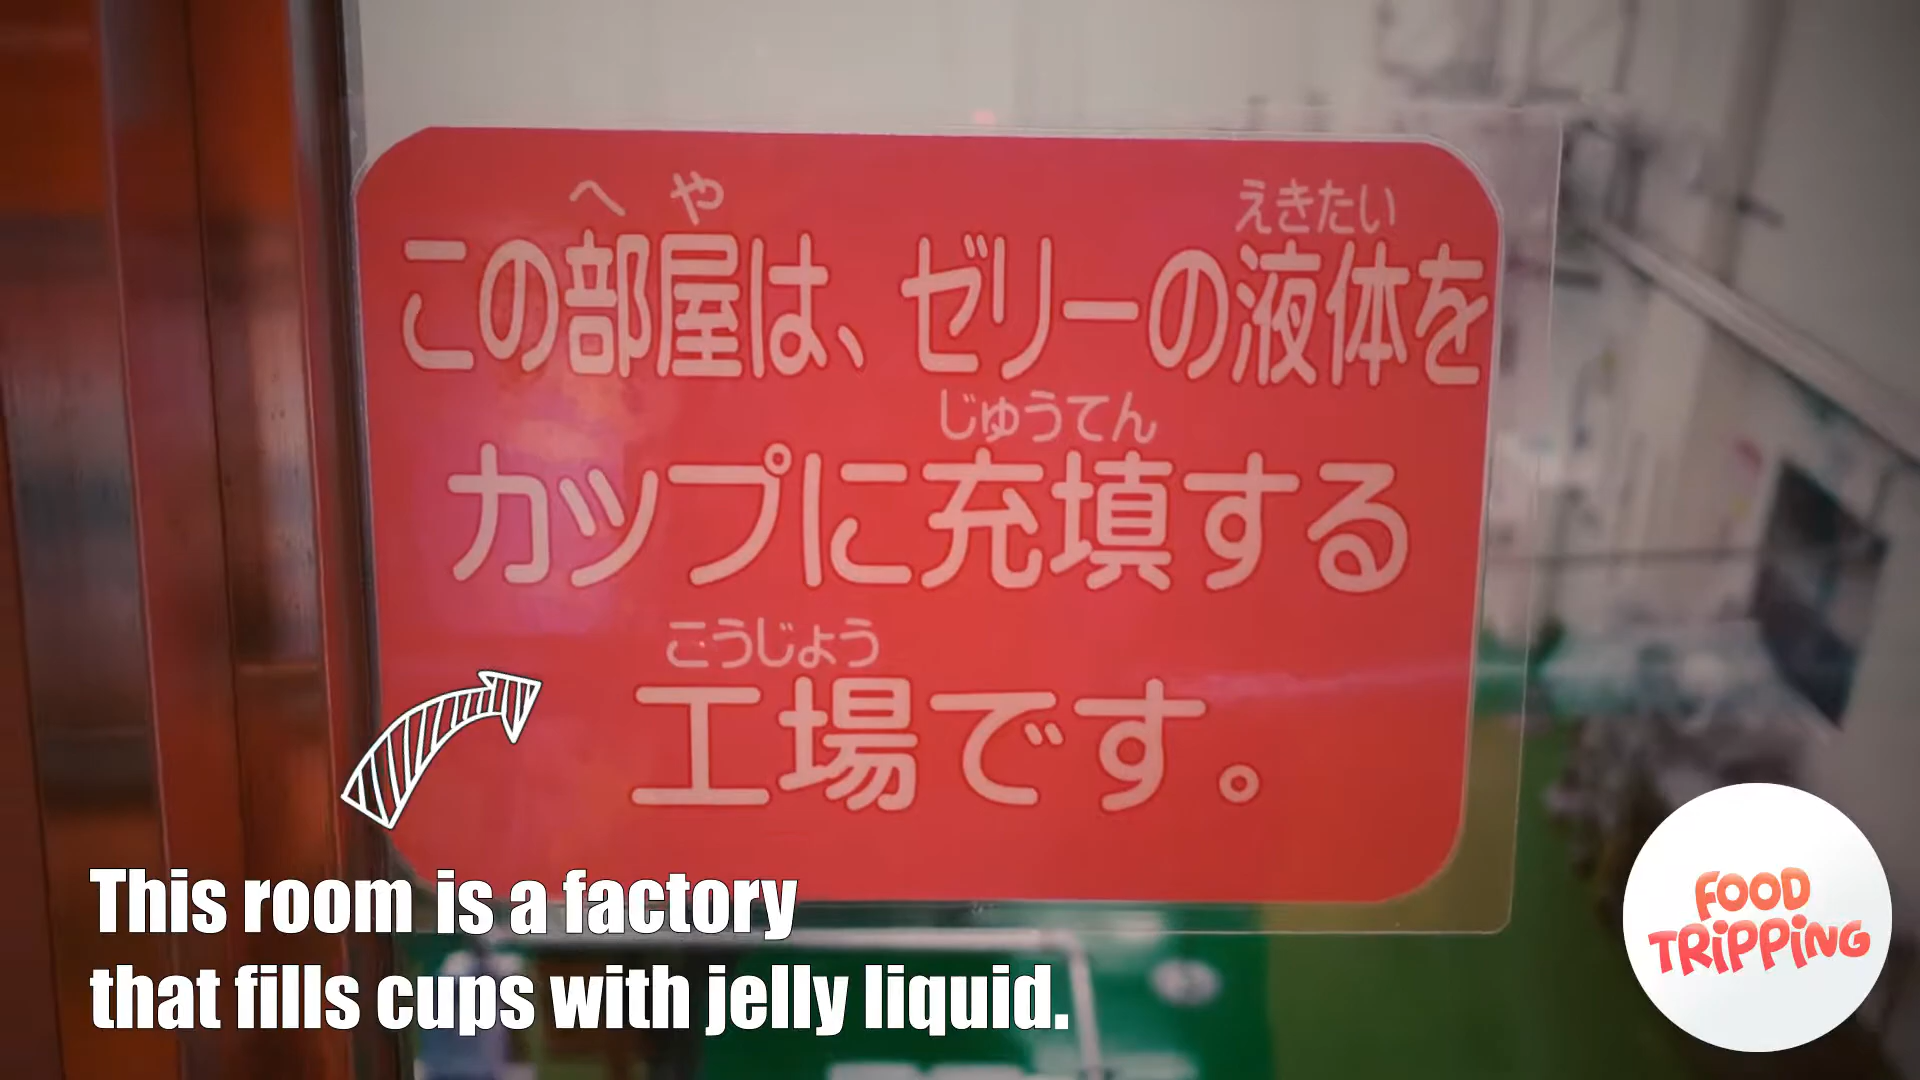 へや えきたい
この部屋は、ゼリーの液体を
じゅうてん
カップに充填する
こうじょう
工場です。
This room is a factory
that fills cups with jelly liquid.
FOOD
TRiPPiNG